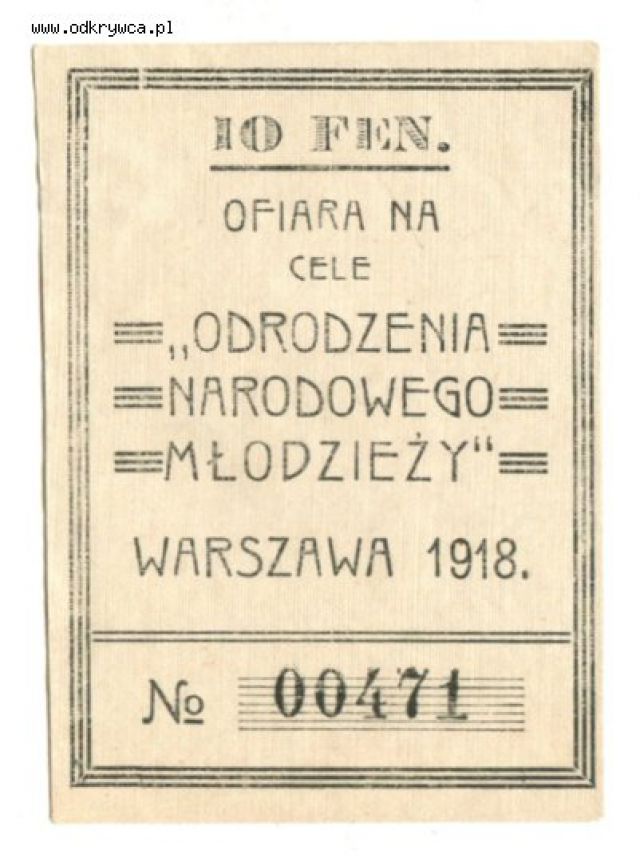 www.odkrywca.pl
10 FEN.
OFIARA NA
CELE
„ODRODZENIA
NARODOWEGO
MŁODZIEŻY"
WARSZAWA 1918.
No 00471